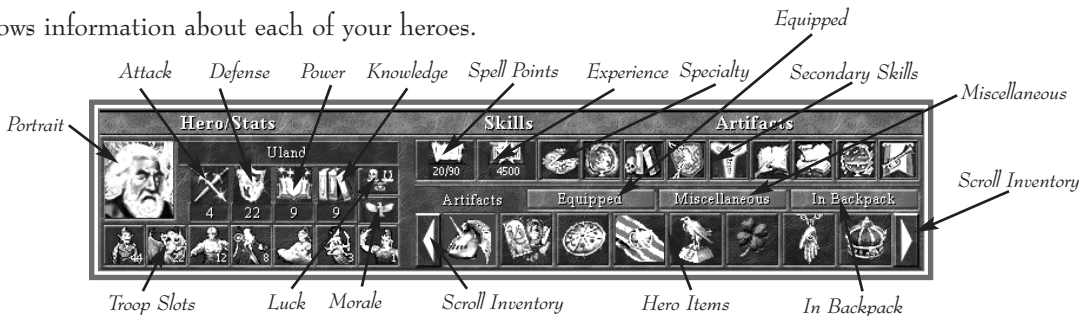 ows information about each of your heroes.
Equipped
Attack Defense Power Knowledge Spell Points Experience Specialty Secondary Skills
Miscellaneous
Portrait
Hero/Stats Skills Artifacts
Uland
20/90 4500
Scroll Inventory
4 22 9 9
Artifacts Equipped Miscellaneous In Backpack
44 22 12 8 4 3 1
Troop Slots Luck Morale Scroll Inventory Hero Items In Backpack